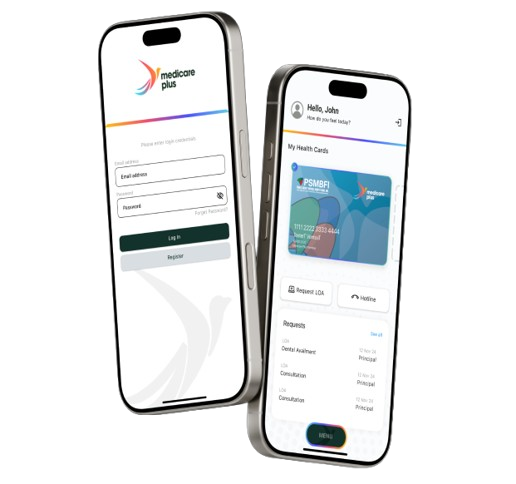 medicare
plus
Please enter login credentials
Email address
Email address
Password
Password
Forgot Password?
Log In
Register
Hello, John
How do you feel today?
My Health Cards
PSMBFI
medicare
plus
1111 2222 3333 4444
Request LOA
Hotline
Requests
See all
LOA
12 Nov 24
Dental Availment
Principal
LOA
12 Nov 24
Consultation
Principal
LOA
12 Nov 24
Consultation
Principal
MENU